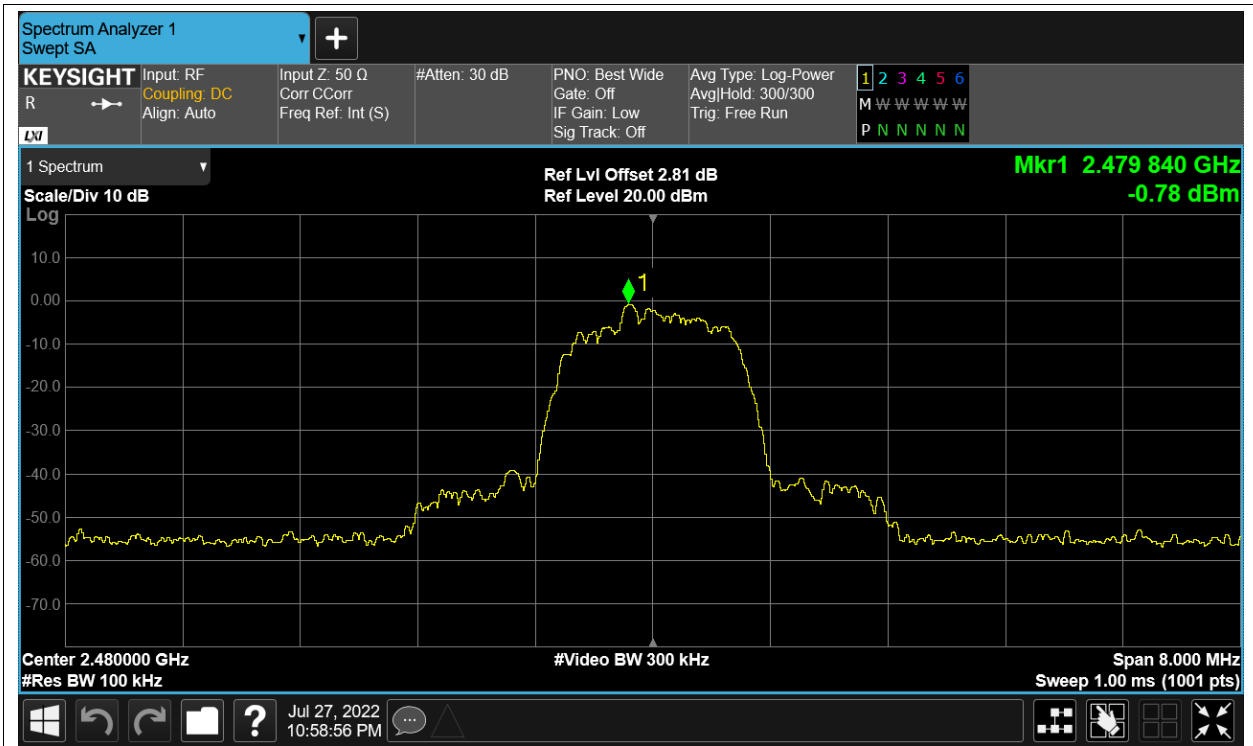 Spectrum Analyzer 1
Swept SA
+
KEYSIGHT
R
LXI
Input: RF
Coupling: DC
Align: Auto
Input Z: 50 Ω
Corr CCorr
Freq Ref: Int (S)
#Atten: 30 dB
PNO: Best Wide
Gate: Off
IF Gain: Low
Sig Track: Off
Avg Type: Log-Power
Avg|Hold: 300/300
Trig: Free Run
1 2 3 4 5 6
M W W W W W
P N N N N N
1 Spectrum
Scale/Div 10 dB
Log
Ref Lvl Offset 2.81 dB
Ref Level 20.00 dBm
Mkr1 2.479 840 GHz
-0.78 dBm
1
10.0
0.00
-10.0
-20.0
-30.0
-40.0
-50.0
-60.0
-70.0
Center 2.480000 GHz
#Res BW 100 kHz
#Video BW 300 kHz
Span 8.000 MHz
Sweep 1.00 ms (1001 pts)
?
Jul 27, 2022
10:58:56 PM